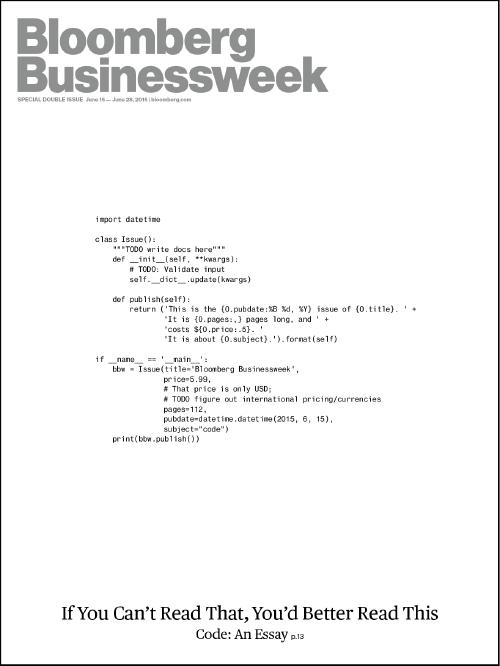 Bloomberg
Businessweek
SPECIAL DOUBLE ISSUE June 15 — June 28, 2015 | bloomberg.com
import datetime
class Issue():
    """TODO write docs here"""
    def __init__(self, **kwargs):
        # TODO: Validate input
        self.__dict__.update(kwargs)
    def publish(self):
        return ('This is the {0.pubdate:%B %d, %Y} issue of {0.title}. ' +
                'It is {0.pages:,} pages long, and ' +
                'costs ${0.price:.5}. '
                'It is about {0.subject}.').format(self)
if __name__ == '__main__':
    bbw = Issue(title='Bloomberg Businessweek',
                price=5.99,
                # That price is only USD;
                # TODO figure out international pricing/currencies
                pages=112,
                pubdate=datetime.datetime(2015, 6, 15),
                subject="code")
    print(bbw.publish())
If You Can't Read That, You'd Better Read This
Code: An Essay p.13